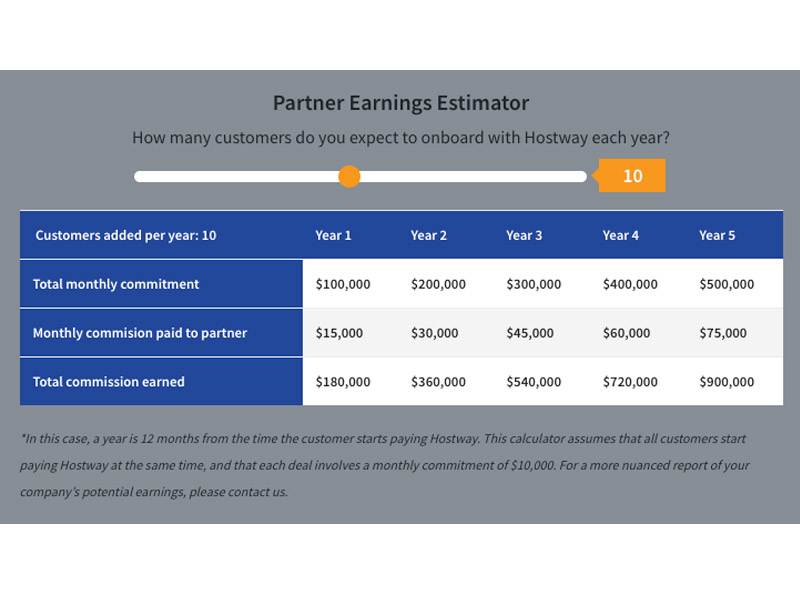 Partner Earnings Estimator
How many customers do you expect to onboard with Hostway each year?
10
Customers added per year: 10 Year 1 Year 2 Year 3 Year 4 Year 5
Total monthly commitment $100,000 $200,000 $300,000 $400,000 $500,000
Monthly commision paid to partner $15,000 $30,000 $45,000 $60,000 $75,000
Total commission earned $180,000 $360,000 $540,000 $720,000 $900,000
*In this case, a year is 12 months from the time the customer starts paying Hostway. This calculator assumes that all customers start
paying Hostway at the same time, and that each deal involves a monthly commitment of $10,000. For a more nuanced report of your
company's potential earnings, please contact us.